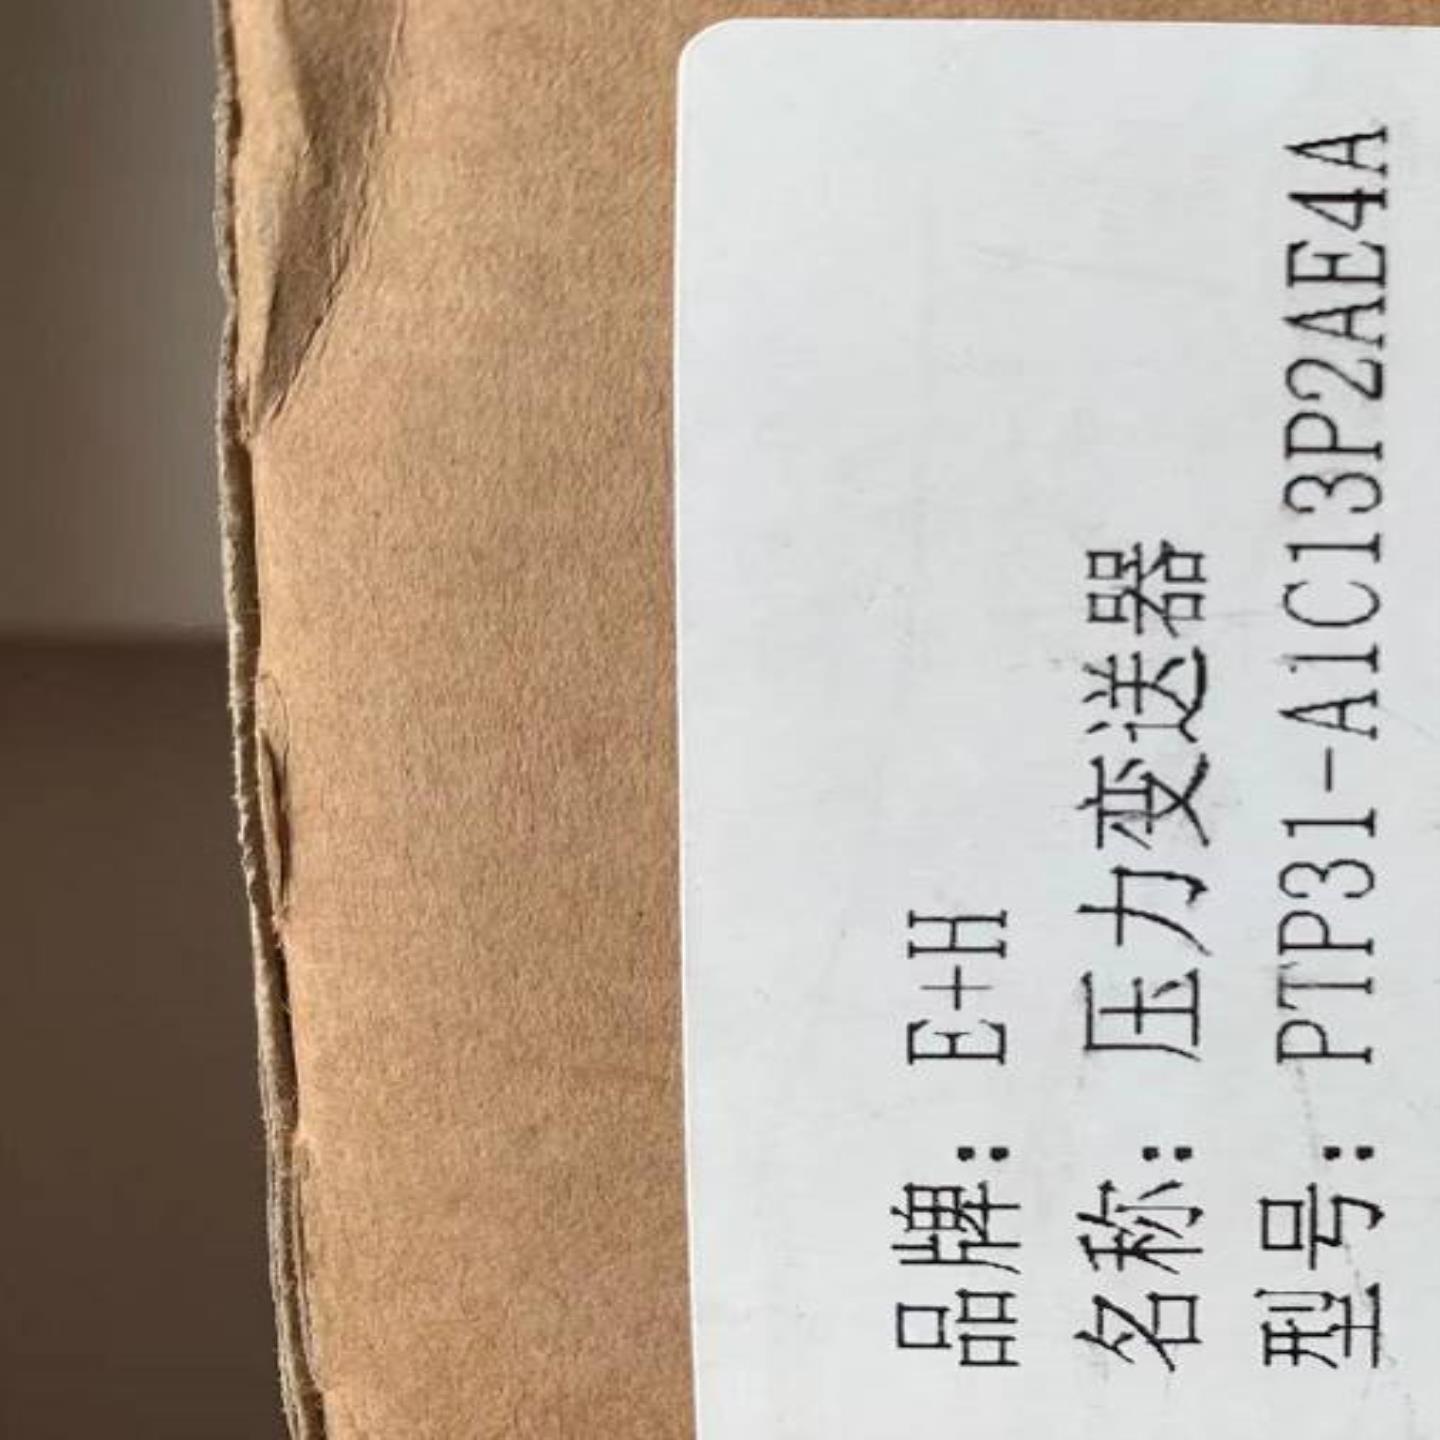 品牌: E+H
名称: 压力变送器
型号: PTP31-A1C13P2AE4A